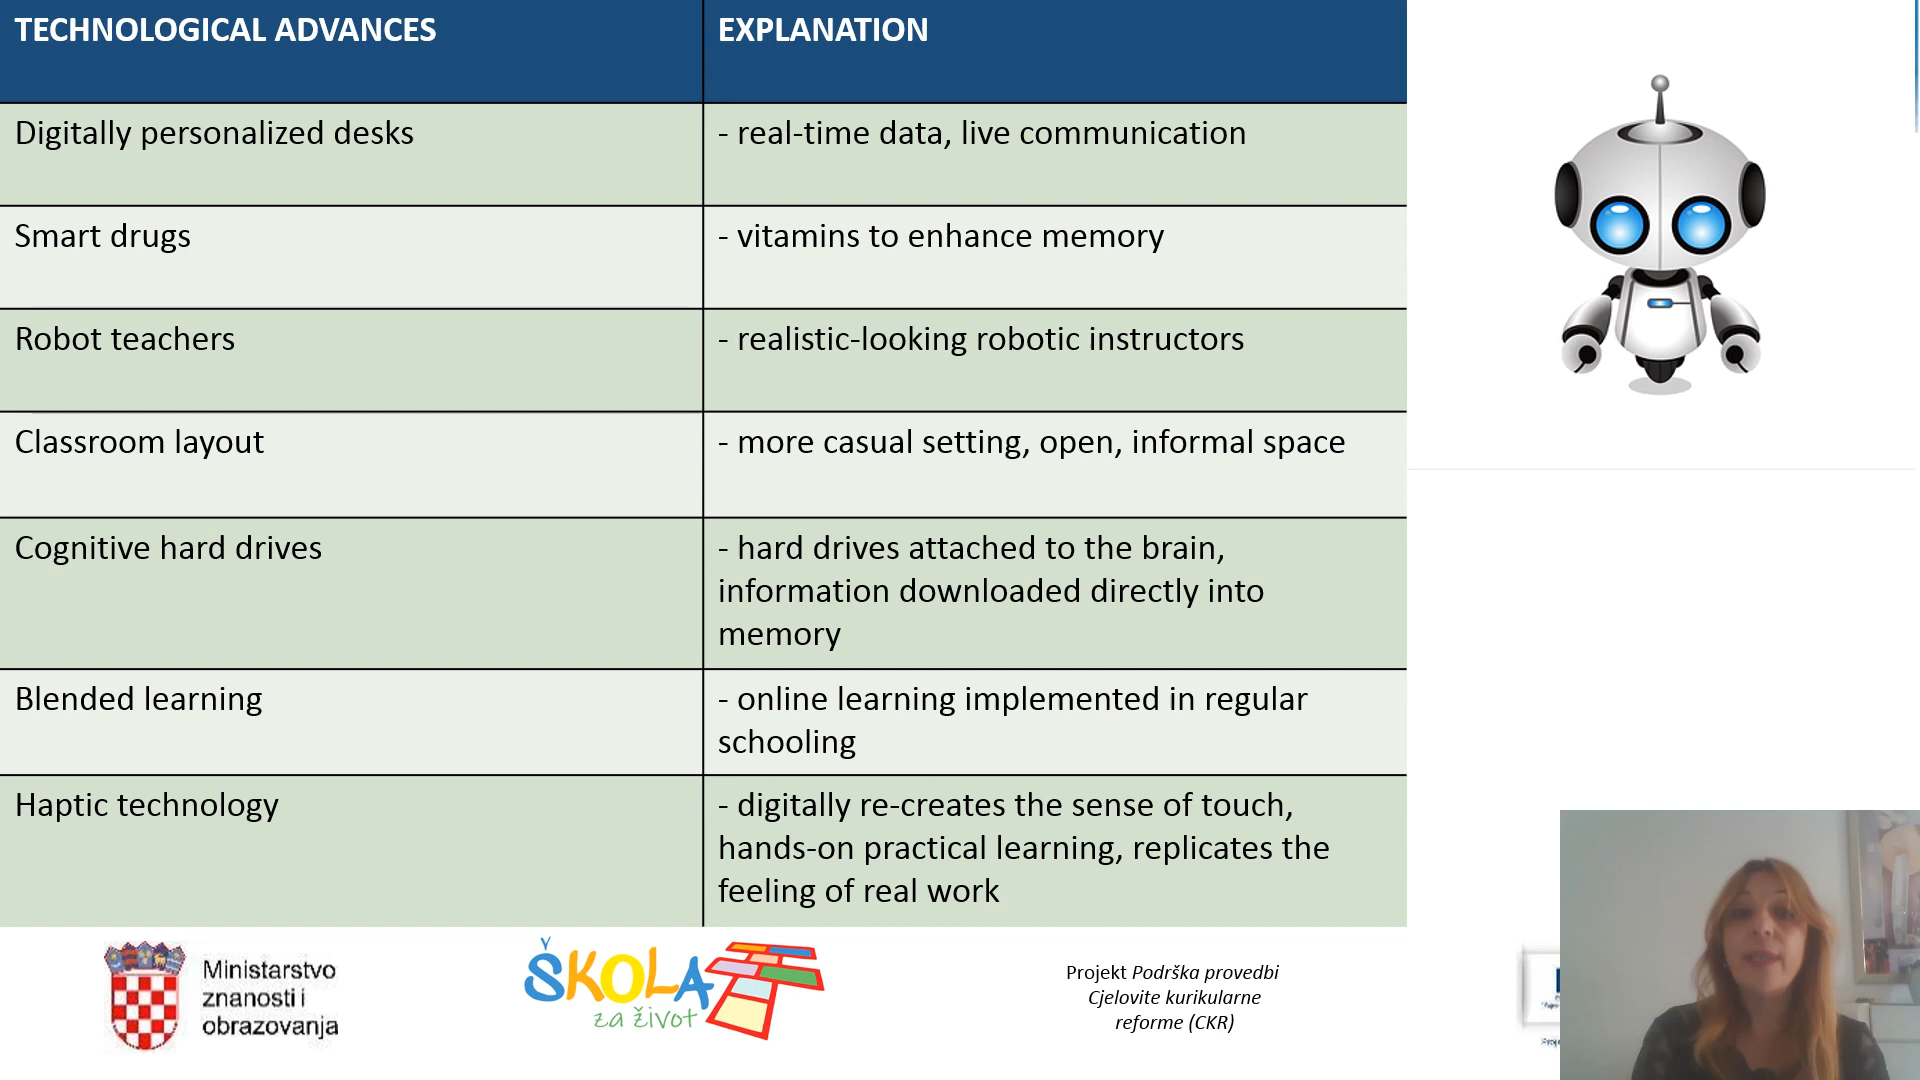 TECHNOLOGICAL ADVANCES
EXPLANATION
Digitally personalized desks
- real-time data, live communication
Smart drugs
- vitamins to enhance memory
Robot teachers
- realistic-looking robotic instructors
Classroom layout
- more casual setting, open, informal space
Cognitive hard drives
- hard drives attached to the brain,
information downloaded directly into
memory
Blended learning
- online learning implemented in regular
schooling
Haptic technology
- digitally re-creates the sense of touch,
hands-on practical learning, replicates the
feeling of real work
Ministarstvo
znanosti i
obrazovanja
ŠKOLA
za život
Projekt Podrška provedbi
Cjelovite kurikularne
reforme (CKR)